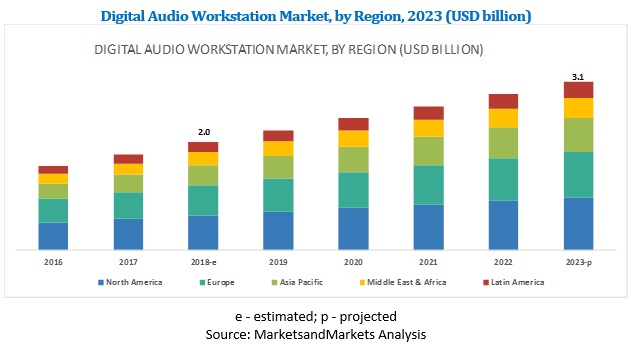 Digital Audio Workstation Market, by Region, 2023 (USD billion)
DIGITAL AUDIO WORKSTATION MARKET, BY REGION (USD BILLION)
2.0
3.1
2016 2017 2018-e 2019 2020 2021 2022 2023-p
North America Europe Asia Pacific Middle East & Africa Latin America
e - estimated; p - projected
Source: MarketsandMarkets Analysis